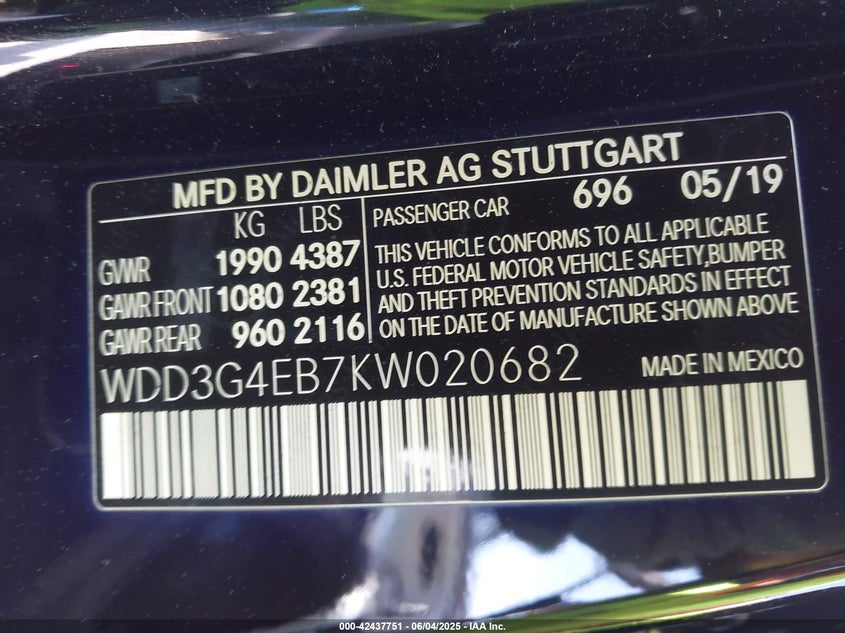 MFD BY DAIMLER AG STUTTGART
KG LBS
GVWR 1990 4387
GAWR FRONT 1080 2381
GAWR REAR 960 2116
PASSENGER CAR 696 05/19
THIS VEHICLE CONFORMS TO ALL APPLICABLE
U.S. FEDERAL MOTOR VEHICLE SAFETY,BUMPER
AND THEFT PREVENTION STANDARDS IN EFFECT
ON THE DATE OF MANUFACTURE SHOWN ABOVE
WDD3G4EB7KW020682 MADE IN MEXICO
000-42437751 - 06/04/2025 - IAA Inc.